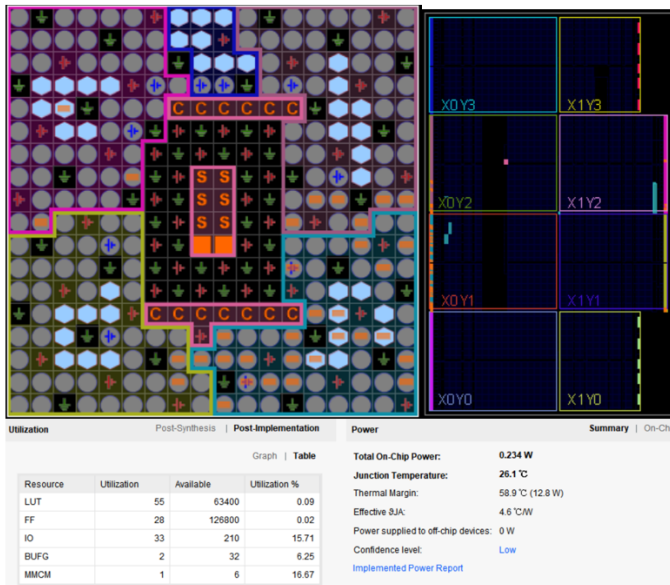 C C C C C C
S S
S S
S S
C C C C C C C
X0Y3 X1Y3
X0Y2 X1Y2
X0Y1 X1Y1
X0Y0 X1Y0
Utilization Post-Synthesis | Post-Implementation
Graph | Table
Resource Utilization Available Utilization %
LUT 55 63400 0.09
FF 28 126800 0.02
IO 33 210 15.71
BUFG 2 32 6.25
MMCM 1 6 16.67
Power Summary | On-Ch
Total On-Chip Power: 0.234 W
Junction Temperature: 26.1 °C
Thermal Margin: 58.9 °C (12.8 W)
Effective ϑJA: 4.6 °C/W
Power supplied to off-chip devices: 0 W
Confidence level: Low
Implemented Power Report